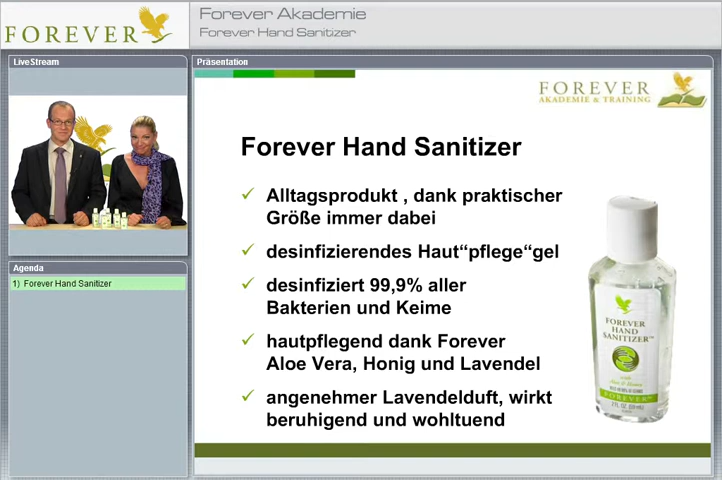 FOREVER
Forever Akademie
Forever Hand Sanitizer
LiveStream
Präsentation
FOREVER
AKADEMIE & TRAINING
Forever Hand Sanitizer
Alltagsprodukt , dank praktischer
Größe immer dabei
desinfizierendes Haut“pflege“gel
desinfiziert 99,9% aller
Bakterien und Keime
hautpflegend dank Forever
Aloe Vera, Honig und Lavendel
angenehmer Lavendelduft, wirkt
beruhigend und wohltuend
FOREVER
HAND
SANITIZER™
FOREVER
Agenda
1) Forever Hand Sanitizer